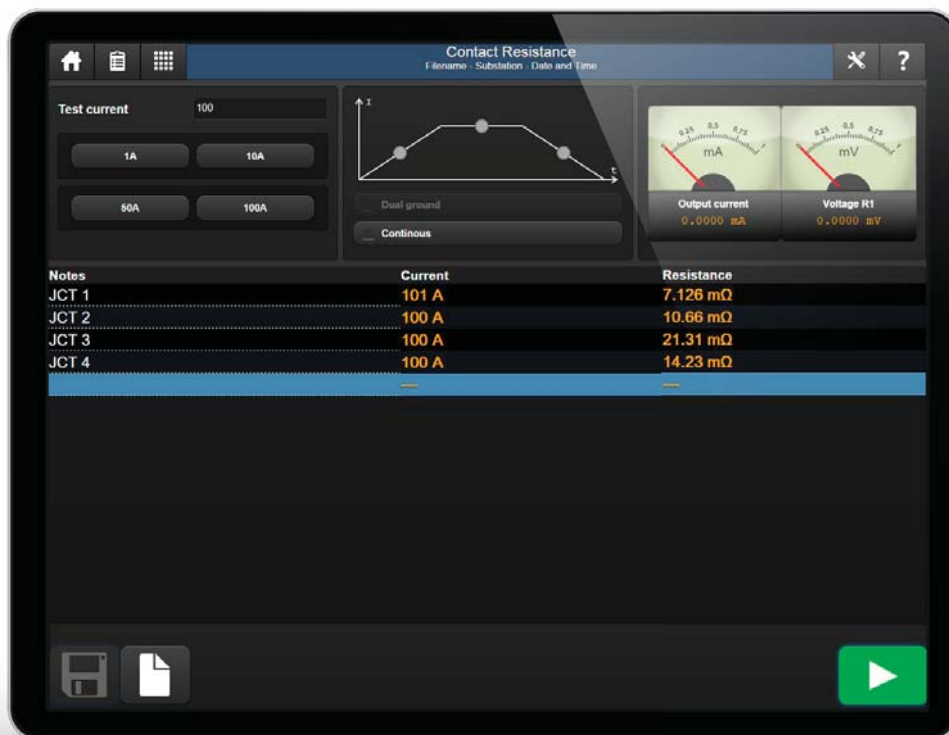 Contact Resistance
Filename - Substation - Date and Time
?
Test current 100
1A 10A
50A 100A
I
t
Dual ground
Continous
0.25 0.5 0.75 1
mA
Output current
0.0000 mA
0.25 0.5 0.75 1
mV
Voltage R1
0.0000 mV
Notes Current Resistance
JCT 1 101 A 7.126 mΩ
JCT 2 100 A 10.66 mΩ
JCT 3 100 A 21.31 mΩ
JCT 4 100 A 14.23 mΩ
--- ---